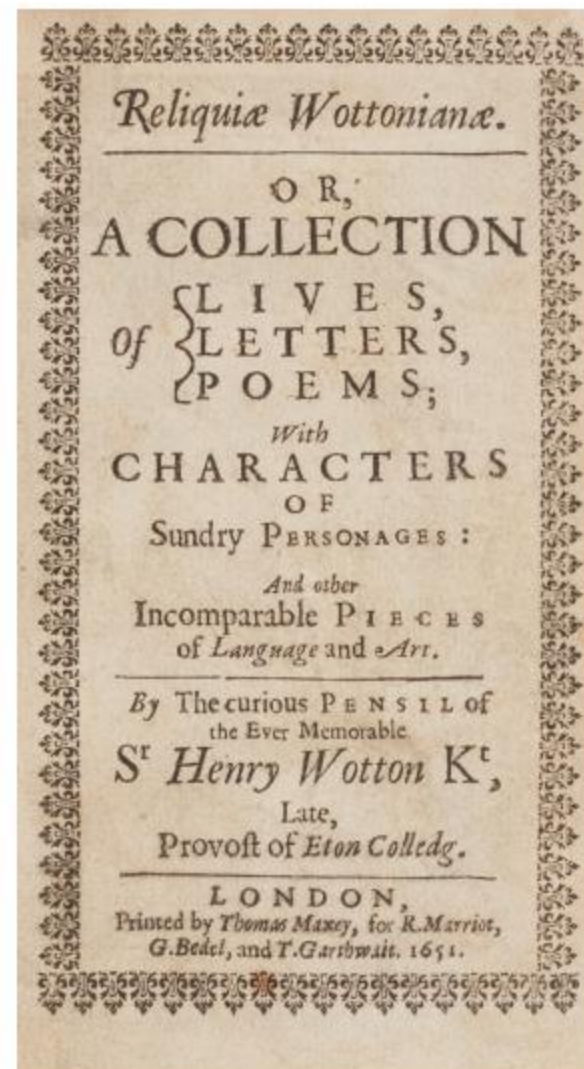 Reliquiæ Wottonianæ.
OR,
A COLLECTION
Of { LIVES,
LETTERS,
POEMS;
With
CHARACTERS
OF
Sundry PERSONAGES :
And other
Incomparable PIECES
of Language and Art.
By The curious PENSIL of
the Ever Memorable
Sʳ Henry Wotton Kᵗ,
Late,
Provoſt of Eton Colledg.
LONDON,
Printed by Thomas Maxey, for R. Marriot,
G. Bedel, and T. Garthwait. 1651.